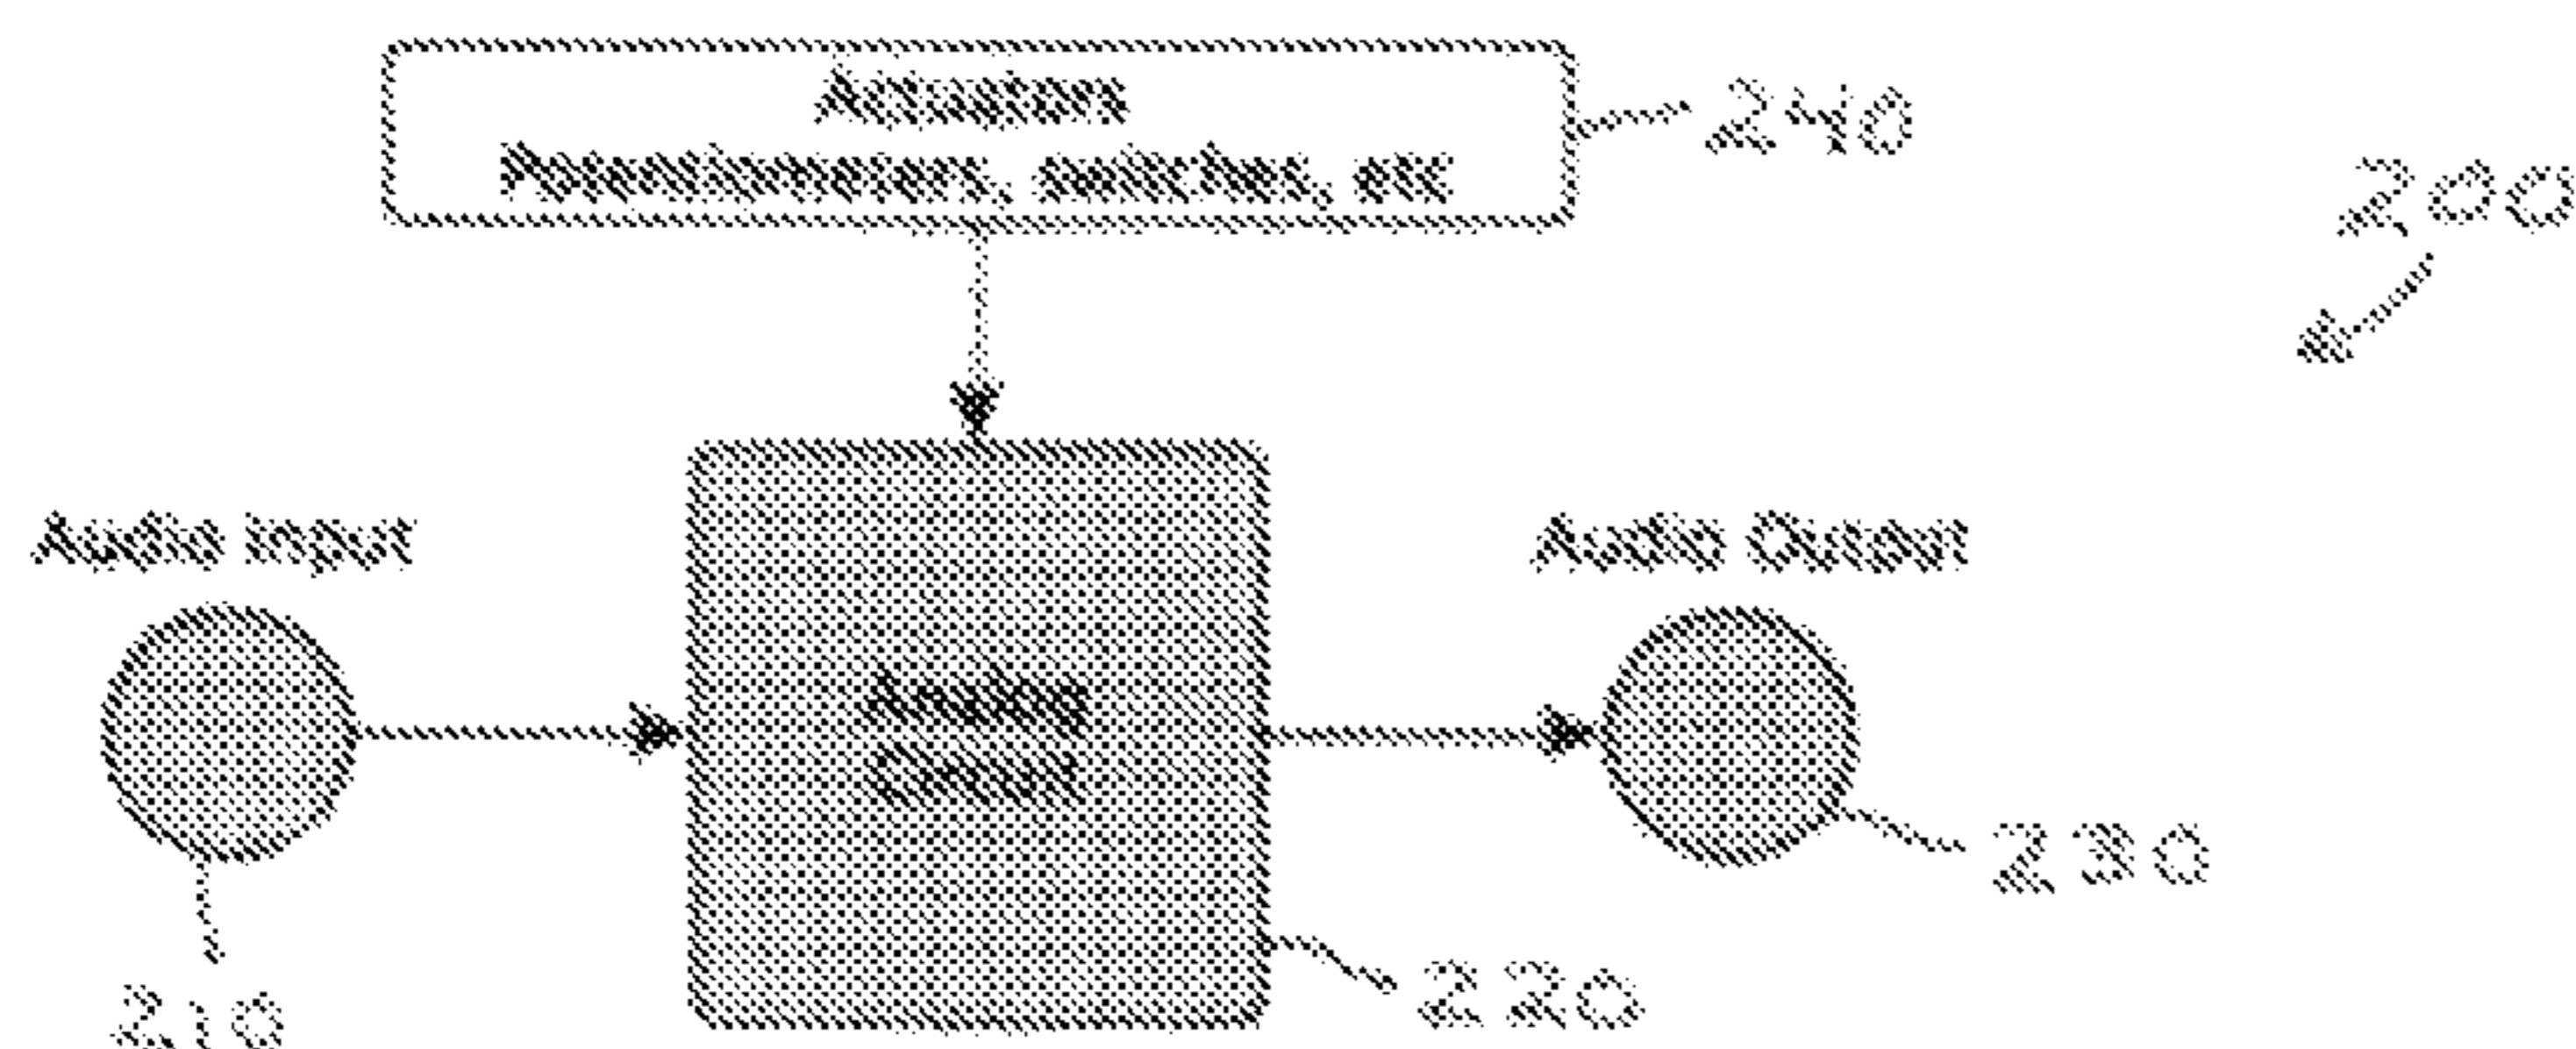 Actuators
Potentiometers, switches, etc
240
200
Audio input
Audio Output
Analog
Circuit
230
220
210